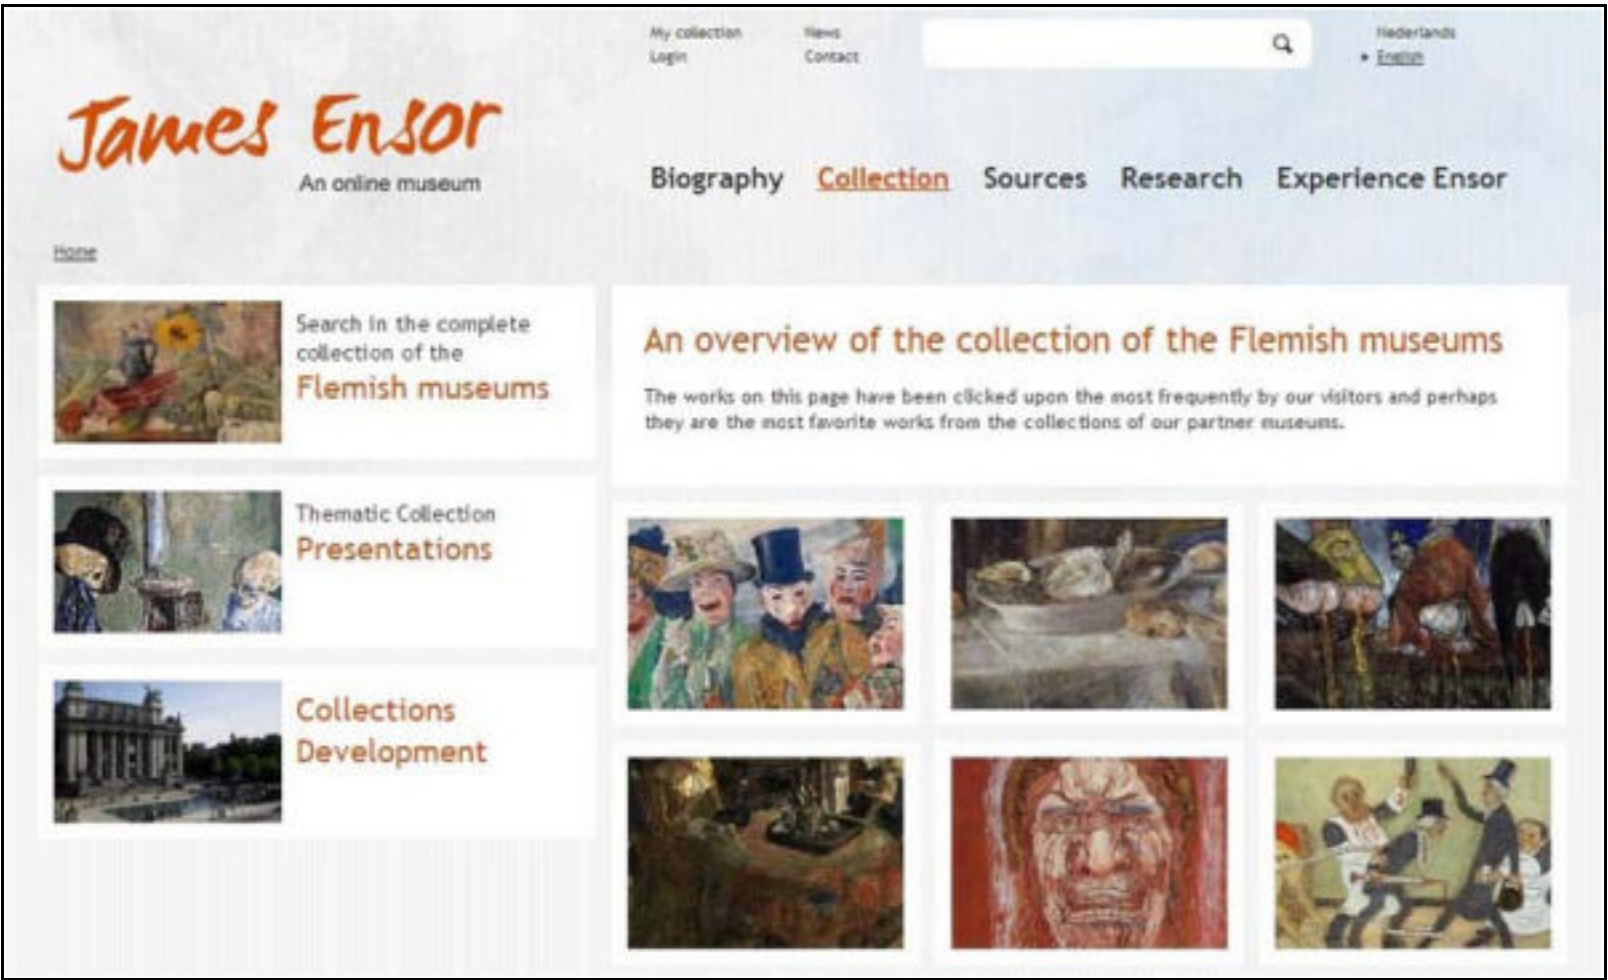 My collection
Login
News
Contact
Nederlands
English
James Ensor
An online museum
Biography Collection Sources Research Experience Ensor
Home
Search in the complete
collection of the
Flemish museums
Thematic Collection
Presentations
Collections
Development
An overview of the collection of the Flemish museums
The works on this page have been clicked upon the most frequently by our visitors and perhaps
they are the most favorite works from the collections of our partner museums.